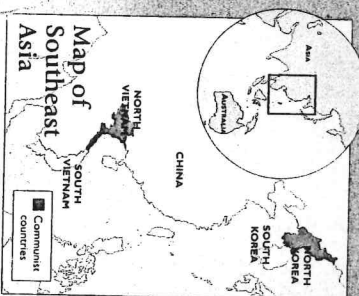 Map of
Southeast
Asia
ASIA
AUSTRALIA
NORTH
VIETNAM
SOUTH
VIETNAM
CHINA
NORTH
KOREA
SOUTH
KOREA
Communist
countries